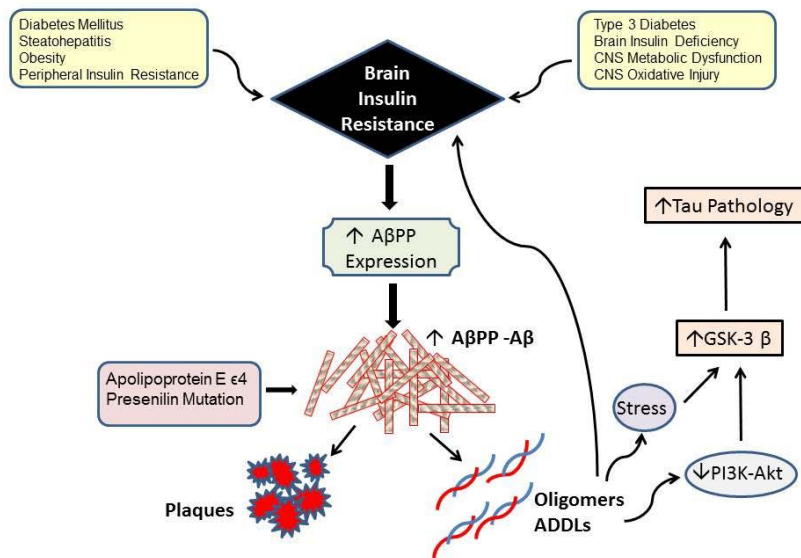 Diabetes Mellitus
Steatohepatitis
Obesity
Peripheral Insulin Resistance
Type 3 Diabetes
Brain Insulin Deficiency
CNS Metabolic Dysfunction
CNS Oxidative Injury
Brain
Insulin
Resistance
↑ AβPP
Expression
↑ AβPP -Aβ
Apolipoprotein E ϵ4
Presenilin Mutation
Plaques
Oligomers
ADDLs
Stress
↓PI3K-Akt
↑GSK-3 β
↑Tau Pathology